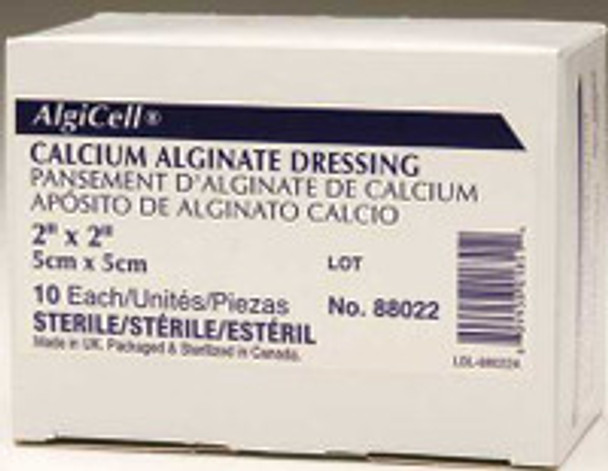 AlgiCell®
CALCIUM ALGINATE DRESSING
PANSEMENT D'ALGINATE DE CALCIUM
APÓSITO DE ALGINATO CALCIO
2" x 2"
5cm x 5cm
LOT
10 Each/Unités/Piezas
No. 88022
STERILE/STÉRILE/ESTÉRIL
Made in UK. Packaged & Sterilized in Canada.